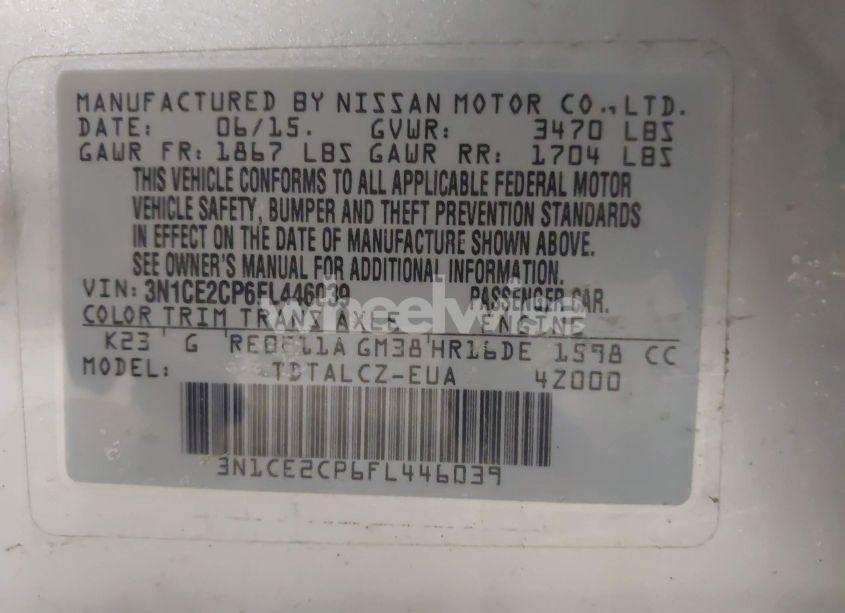 MANUFACTURED BY NISSAN MOTOR CO., LTD.
DATE: 06/15. GVWR: 3470 LBS
GAWR FR: 1867 LBS GAWR RR: 1704 LBS
THIS VEHICLE CONFORMS TO ALL APPLICABLE FEDERAL MOTOR
VEHICLE SAFETY, BUMPER AND THEFT PREVENTION STANDARDS
IN EFFECT ON THE DATE OF MANUFACTURE SHOWN ABOVE.
SEE OWNER'S MANUAL FOR ADDITIONAL INFORMATION.
VIN: 3N1CE2CP6FL446039 PASSENGER CAR.
COLOR TRIM TRANS AXLE ENGINE
K23 G GM38 HR16DE 1598 CC
MODEL: TDTALCZ-EUA 4Z000
3N1CE2CP6FL446039